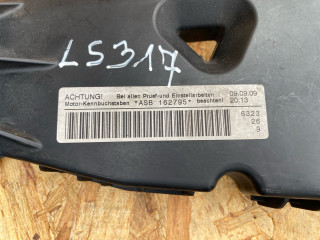 LS317
ACHTUNG! Bei allen Pruef-und Einstellarbeiten 09.09.09
Motor-Kennbuchstaben *ASB 162795* beachten! 20:13
6323
26
9